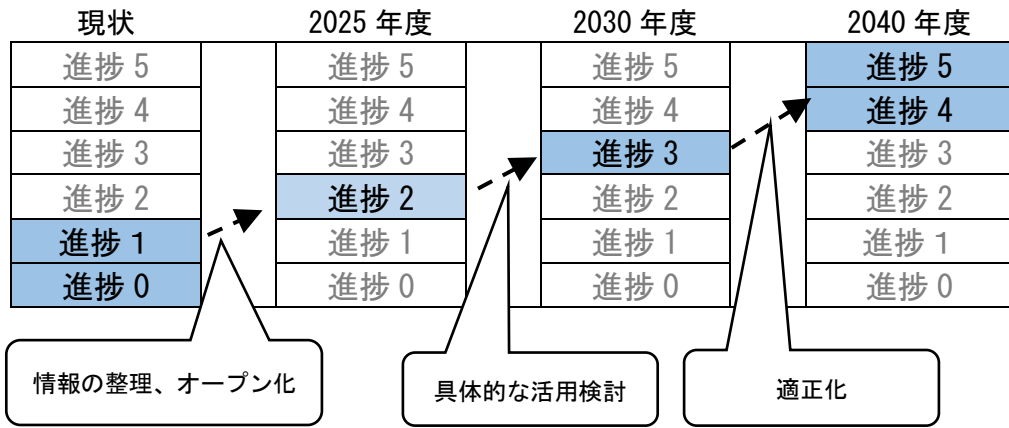 現状 2025 年度 2030 年度 2040 年度
進捗 5 進捗 5 進捗 5 進捗 5
進捗 4 進捗 4 進捗 4 進捗 4
進捗 3 進捗 3 進捗 3 進捗 3
進捗 2 進捗 2 進捗 2 進捗 2
進捗 1 進捗 1 進捗 1 進捗 1
進捗 0 進捗 0 進捗 0 進捗 0
情報の整理、オープン化 具体的な活用検討 適正化